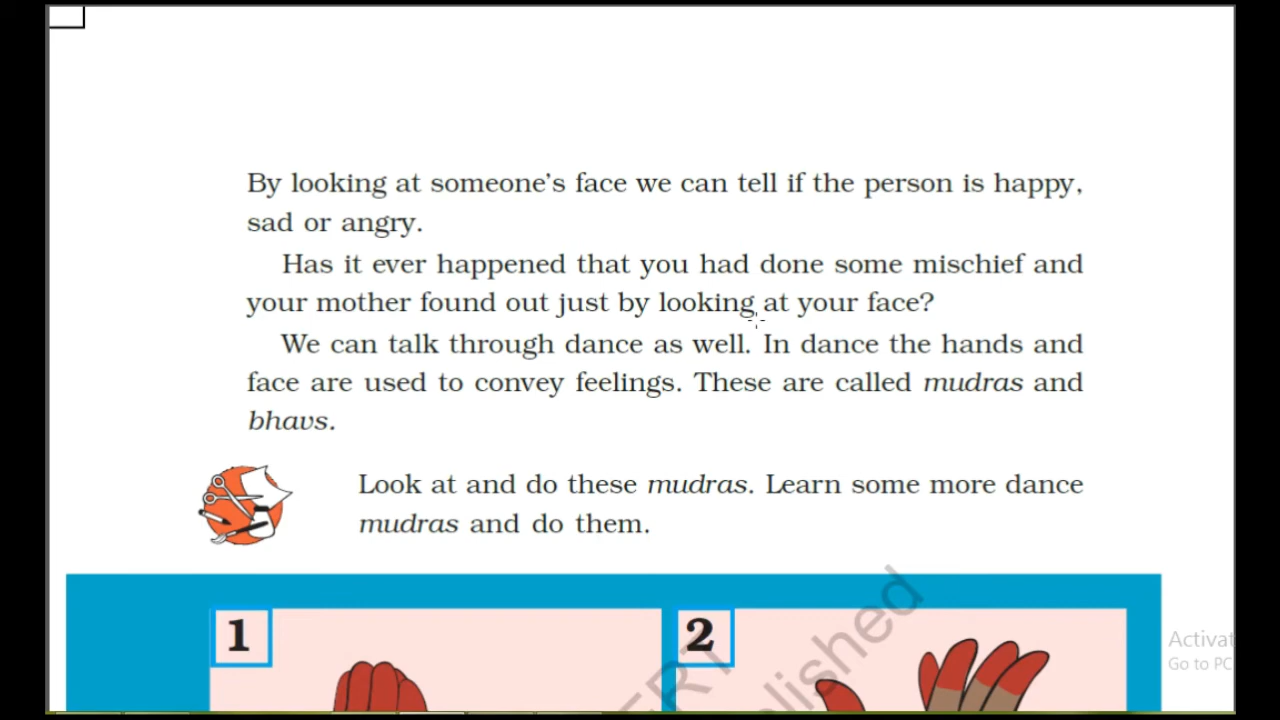 By looking at someone's face we can tell if the person is happy,
sad or angry.
Has it ever happened that you had done some mischief and
your mother found out just by looking at your face?
We can talk through dance as well. In dance the hands and
face are used to convey feelings. These are called mudras and
bhavs.
Look at and do these mudras. Learn some more dance
mudras and do them.
1
2
Go to PC